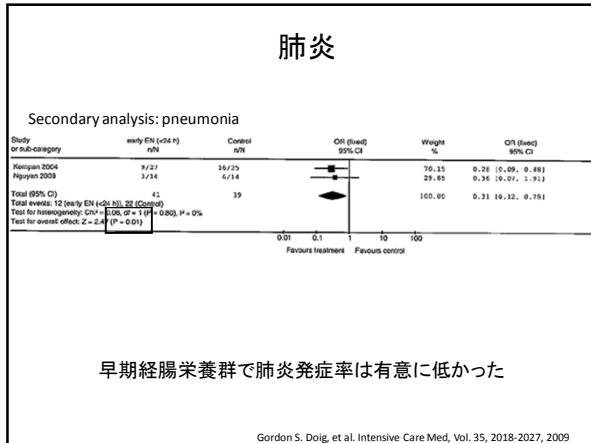 肺炎
Secondary analysis: pneumonia
Study or sub-category early EN (<24 h) n/N Control n/N OR (fixed) 95% CI Weight % OR (fixed) 95% CI
Kompan 2004 9/27 16/25 70.15 0.28 [0.09, 0.88]
Nguyen 2008 3/14 6/14 29.85 0.36 [0.07, 1.91]
Total (95% CI) 41 39 100.00 0.31 [0.12, 0.78]
Total events: 12 (early EN (<24 h)), 22 (Control)
Test for heterogeneity: Chi² = 0.06, df = 1 (P = 0.80), I² = 0%
Test for overall effect: Z = 2.47 (P = 0.01)
0.01 0.1 1 10 100
Favours treatment Favours control
早期経腸栄養群で肺炎発症率は有意に低かった
Gordon S. Doig, et al. Intensive Care Med, Vol. 35, 2018-2027, 2009